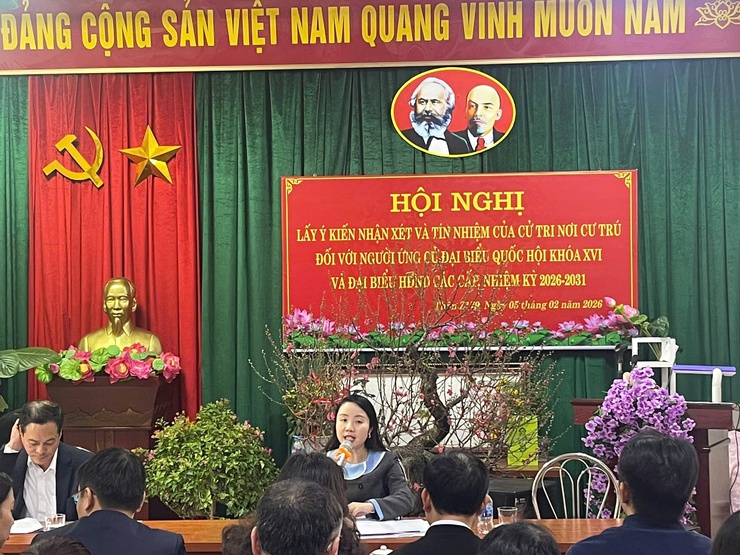 ĐẢNG CỘNG SẢN VIỆT NAM QUANG VINH MUÔN NĂM
HỘI NGHỊ
LẤY Ý KIẾN NHẬN XÉT VÀ TÍN NHIỆM CỦA CỬ TRI NƠI CƯ TRÚ
ĐỐI VỚI NGƯỜI ỨNG CỬ ĐẠI BIỂU QUỐC HỘI KHÓA XVI
VÀ ĐẠI BIỂU HĐND CÁC CẤP, NHIỆM KỲ 2026-2031
Ngày 05 tháng 02 năm 2026